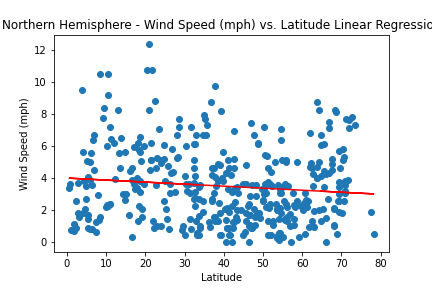 Northern Hemisphere - Wind Speed (mph) vs. Latitude Linear Regressio
12
10
8
6
4
2
0
Wind Speed (mph)
0 10 20 30 40 50 60 70 80
Latitude